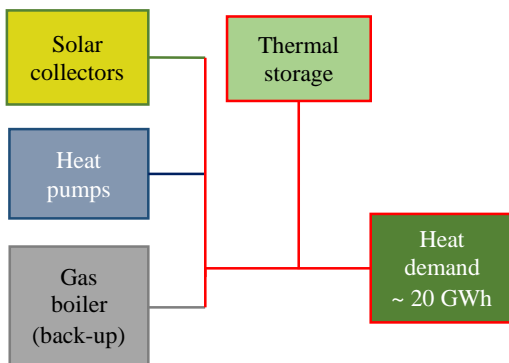 Solar
collectors
Thermal
storage
Heat
pumps
Heat
demand
~ 20 GWh
Gas
boiler
(back-up)